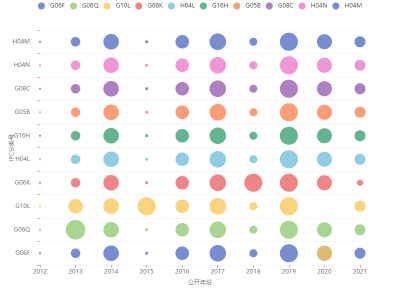 G06F G06Q G10L G06K H04L G16H G05B G08C H04N H04M
H04M
H04N
G08C
G05B
G16H
H04L
G06K
G10L
G06Q
G06F
IPC分类号
2012 2013 2014 2015 2016 2017 2018 2019 2020 2021
公开年份